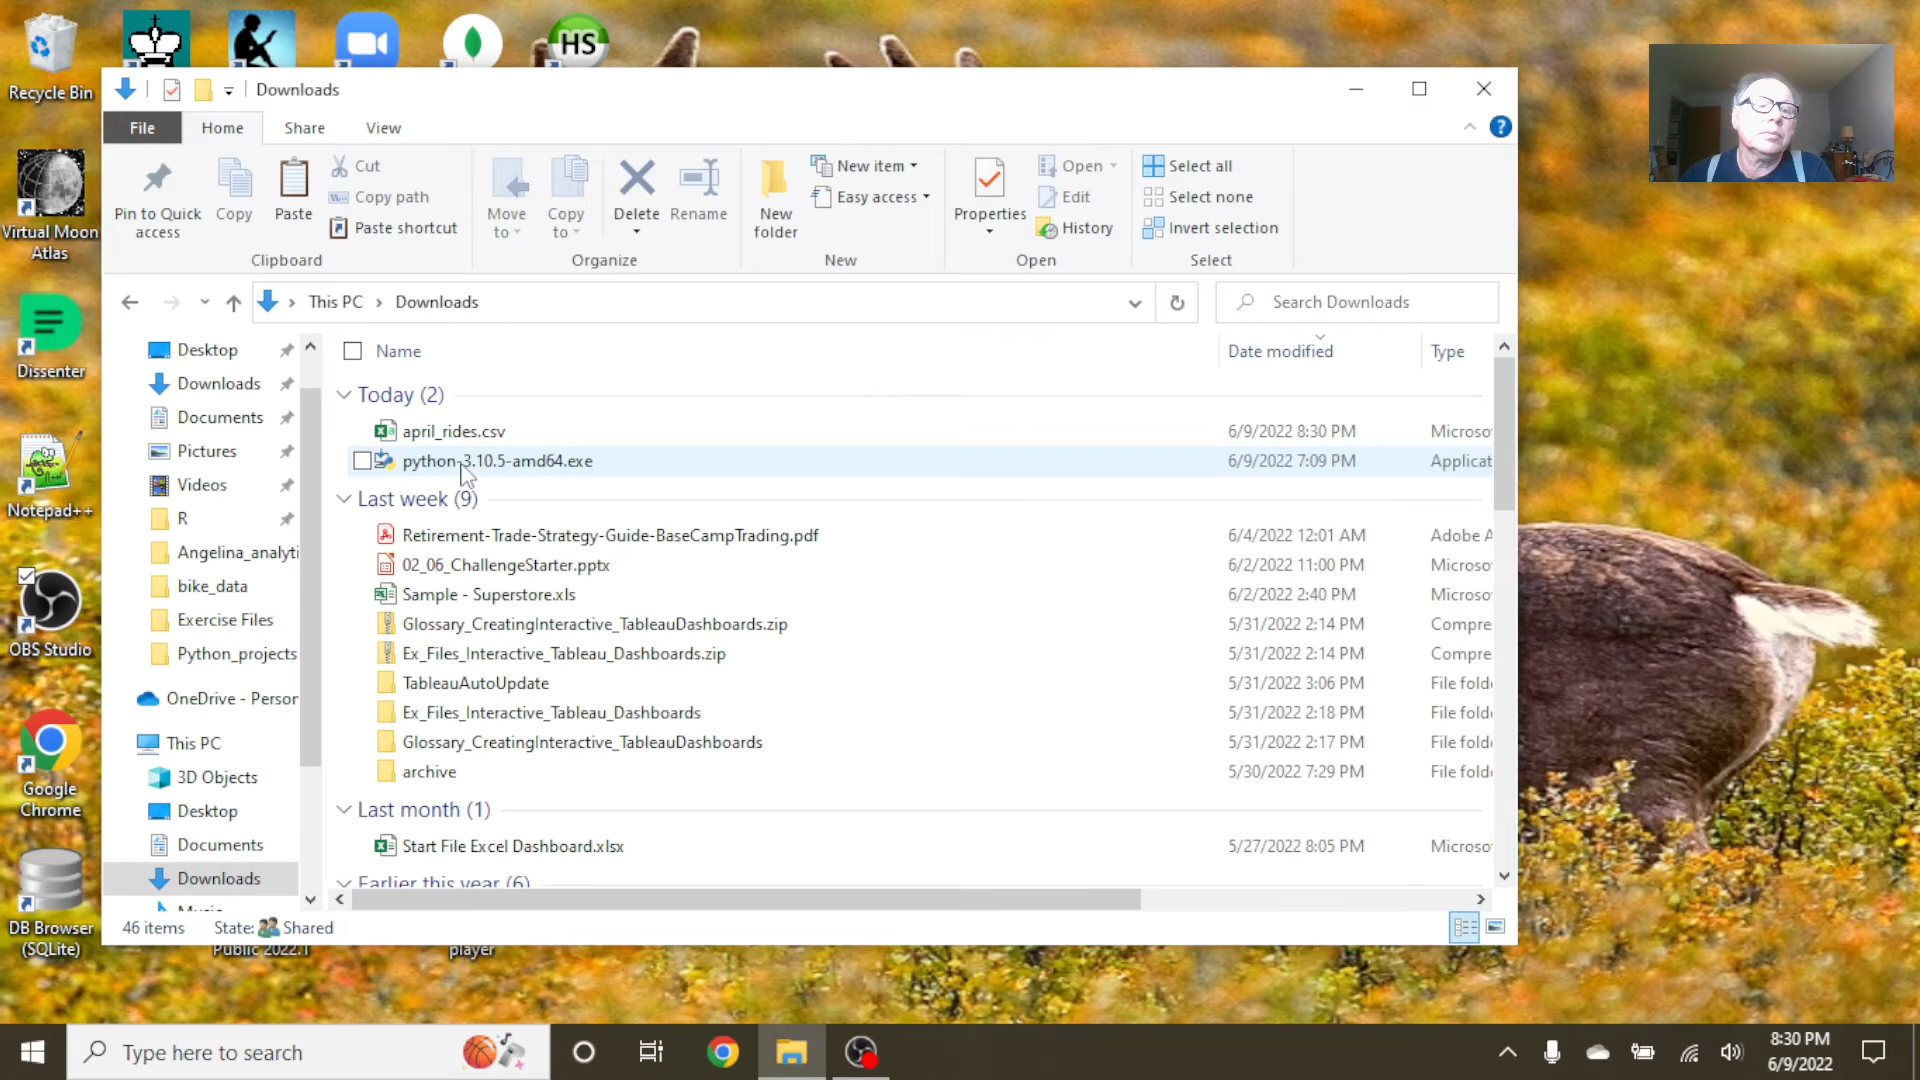 HS
Recycle Bin
Virtual Moon
Atlas
Dissenter
Notepad++
OBS Studio
Google
Chrome
DB Browser
(SQLite)
Public 2022.1
player
Downloads
File
Home
Share
View
Pin to Quick
access
Copy
Paste
Cut
Copy path
Paste shortcut
Clipboard
Move
to
Copy
to
Delete
Rename
Organize
New
folder
New item
Easy access
New
Properties
Open
Edit
History
Open
Select all
Select none
Invert selection
Select
This PC > Downloads
Search Downloads
Desktop
Downloads
Documents
Pictures
Videos
R
Angelina_analyti
bike_data
Exercise Files
Python_projects
OneDrive - Person
This PC
3D Objects
Desktop
Documents
Downloads
Name Date modified Type
Today (2)
april_rides.csv 6/9/2022 8:30 PM Microso
python-3.10.5-amd64.exe 6/9/2022 7:09 PM Applicat
Last week (9)
Retirement-Trade-Strategy-Guide-BaseCampTrading.pdf 6/4/2022 12:01 AM Adobe A
02_06_ChallengeStarter.pptx 6/2/2022 11:00 PM Microso
Sample - Superstore.xls 6/2/2022 2:40 PM Microso
Glossary_CreatingInteractive_TableauDashboards.zip 5/31/2022 2:14 PM Compre
Ex_Files_Interactive_Tableau_Dashboards.zip 5/31/2022 2:14 PM Compre
TableauAutoUpdate 5/31/2022 3:06 PM File fold
Ex_Files_Interactive_Tableau_Dashboards 5/31/2022 2:18 PM File fold
Glossary_CreatingInteractive_TableauDashboards 5/31/2022 2:17 PM File fold
archive 5/30/2022 7:29 PM File fold
Last month (1)
Start File Excel Dashboard.xlsx 5/27/2022 8:05 PM Microso
Earlier this year (6)
46 items State: Shared
Type here to search
8:30 PM
6/9/2022